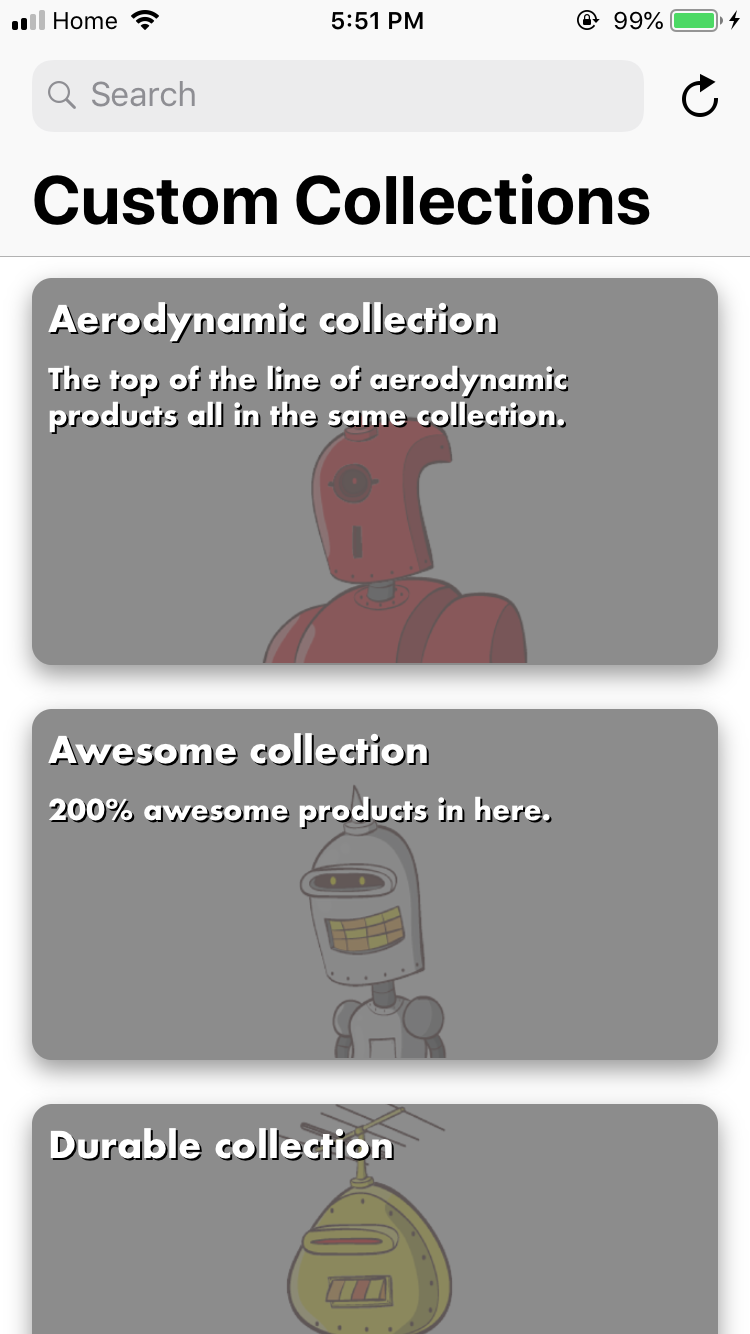 Home 5:51 PM 99%
Search
Custom Collections
Aerodynamic collection
The top of the line of aerodynamic
products all in the same collection.
Awesome collection
200% awesome products in here.
Durable collection